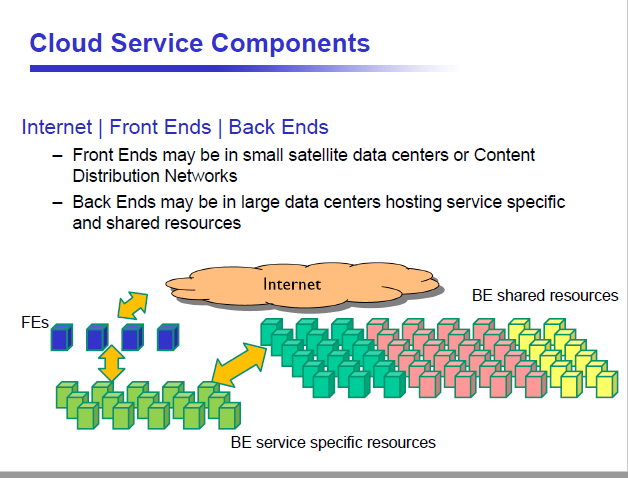 Cloud Service Components
Internet | Front Ends | Back Ends
– Front Ends may be in small satellite data centers or Content
Distribution Networks
– Back Ends may be in large data centers hosting service specific
and shared resources
Internet
BE shared resources
FEs
BE service specific resources